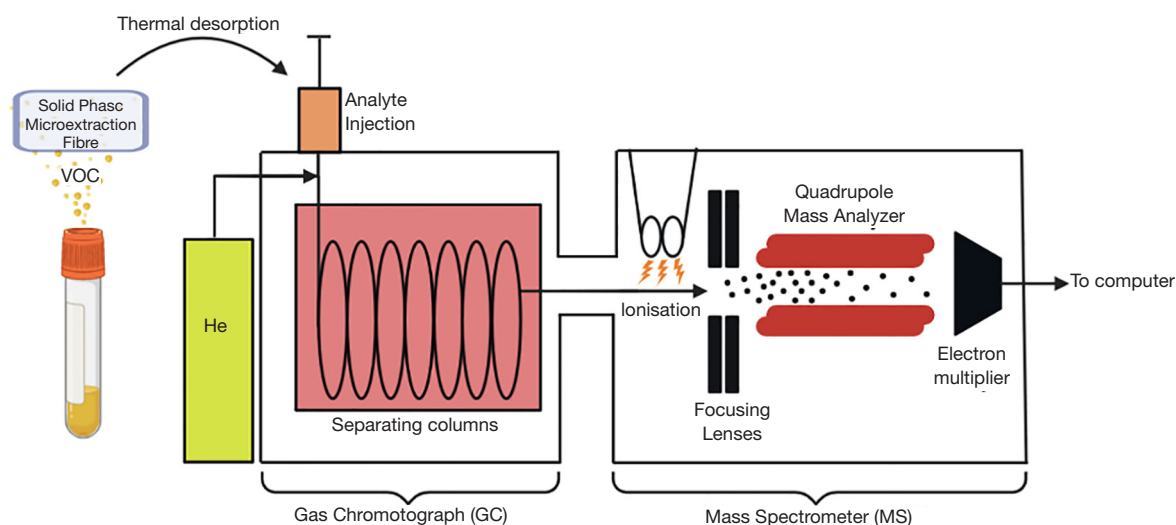 Thermal desorption
Solid Phasc
Microextraction
Fibre
VOC
Analyte
Injection
He
Separating columns
Ionisation
Quadrupole
Mass Analyzer
To computer
Electron
multiplier
Focusing
Lenses
Gas Chromotograph (GC)
Mass Spectrometer (MS)